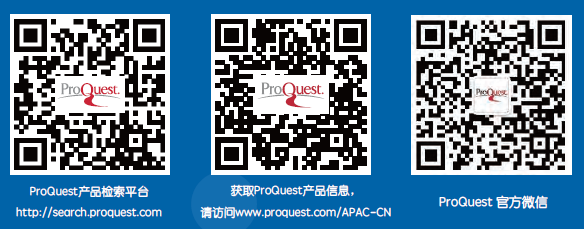 ProQuest.
ProQuest.
ProQuest.
ProQuest产品检索平台
http://search.proquest.com
获取ProQuest产品信息，
请访问www.proquest.com/APAC-CN
ProQuest 官方微信